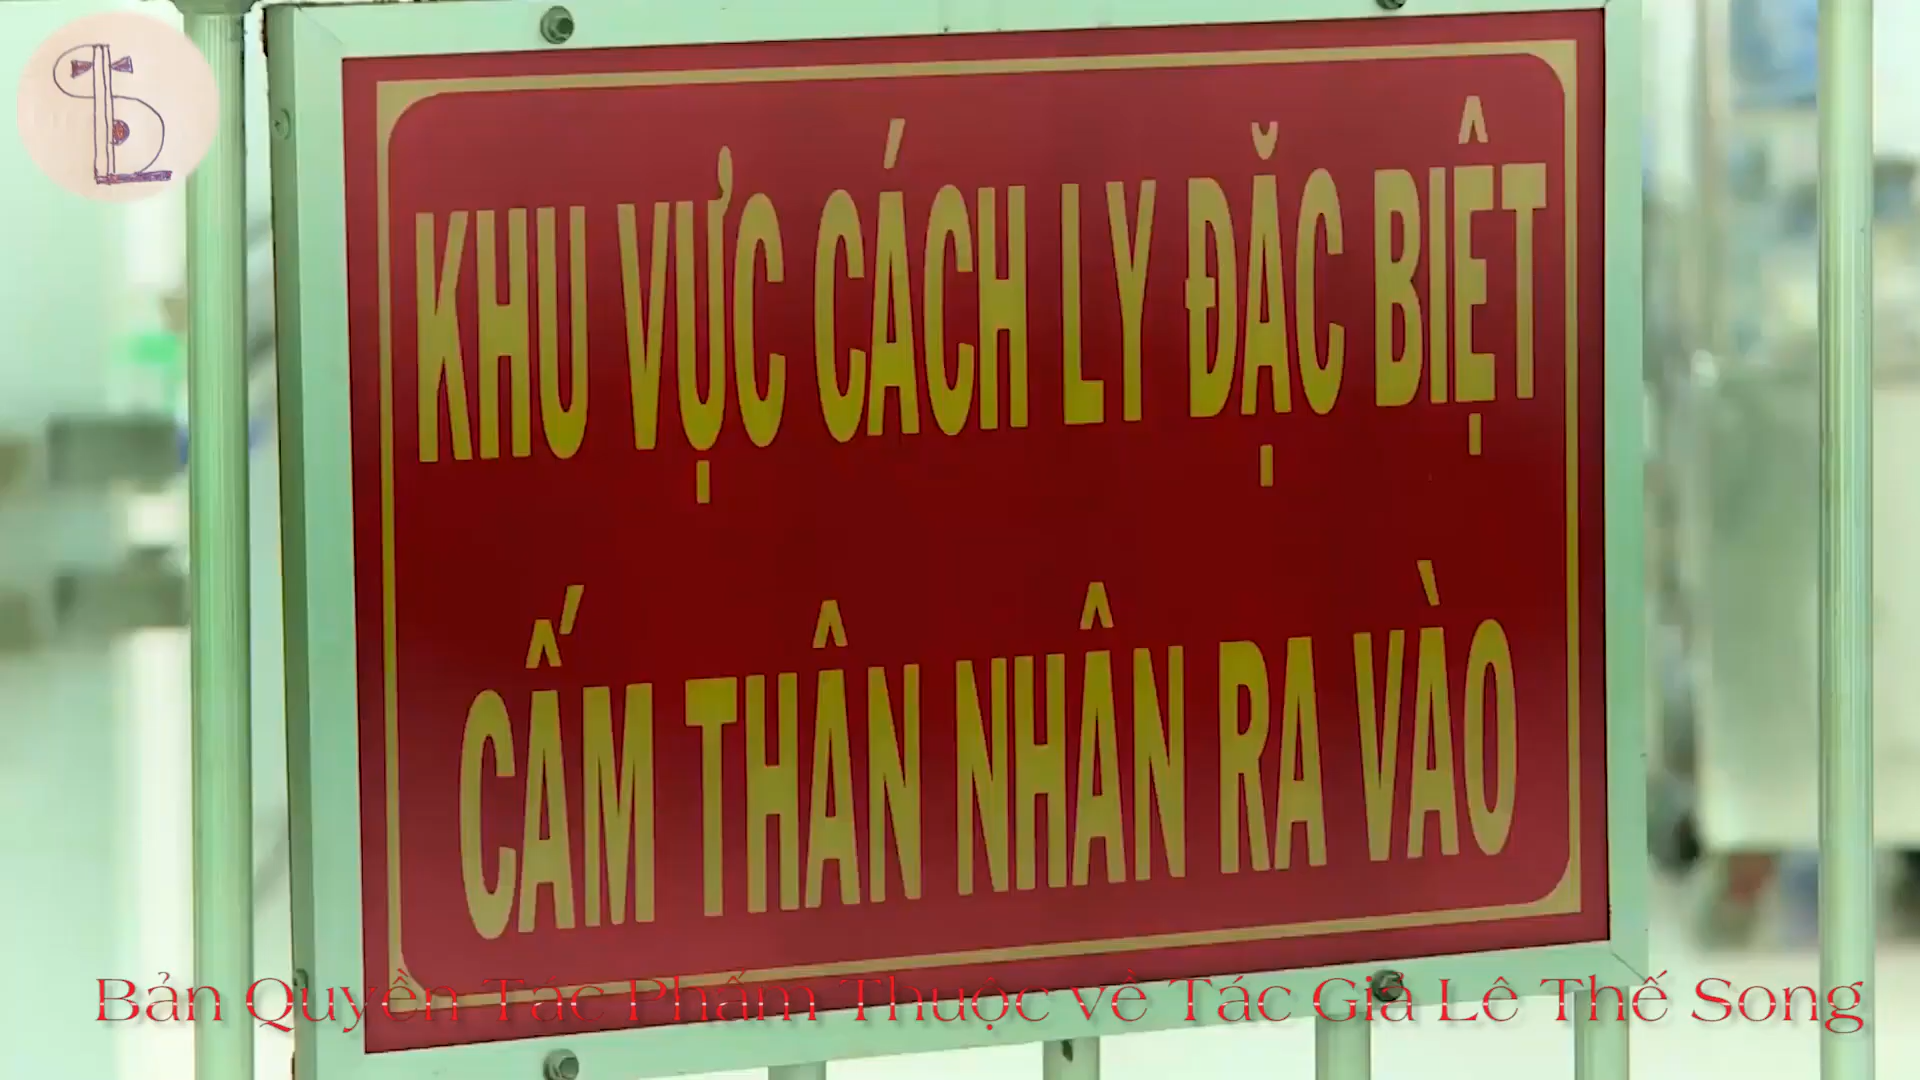 KHU VỰC CÁCH LY ĐẶC BIỆT
CẤM THÂN NHÂN RA VÀO
Bản Quyền Tác Phẩm Thuộc về Tác Giả Lê Thế Song